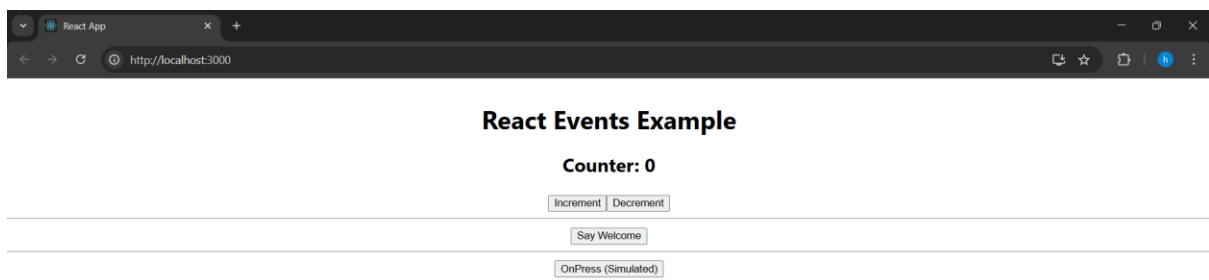 React App
http://localhost:3000
h
React Events Example
Counter: 0
Increment Decrement
Say Welcome
OnPress (Simulated)